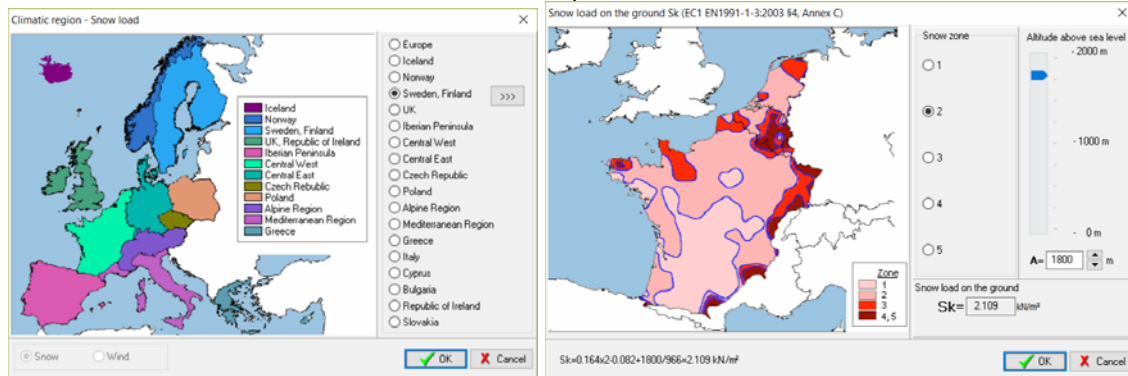 Climatic region - Snow load
Iceland
Norway
Sweden, Finland
UK, Republic of Ireland
Iberian Peninsula
Central West
Central East
Czech Rebublic
Poland
Alpine Region
Mediterranean Region
Greece
Europe
Iceland
Norway
Sweden, Finland
UK
Iberian Peninsula
Central West
Central East
Czech Republic
Poland
Alpine Region
Mediterranean Region
Greece
Italy
Cyprus
Bulgaria
Republic of Ireland
Slovakia
>>>
Snow
Wind
OK
Cancel
Snow load on the ground Sk (EC1 EN1991-1-3:2003 §4, Annex C)
Zone
1
2
3
4, 5
Snow zone
1
2
3
4
5
Altitude above sea level
- 2000 m
- 1000 m
- 0 m
A= 1800 m
Snow load on the ground
Sk= 2.109 kN/m²
Sk=0.164x2-0.082+1800/966=2.109 kN/m²
OK
Cancel